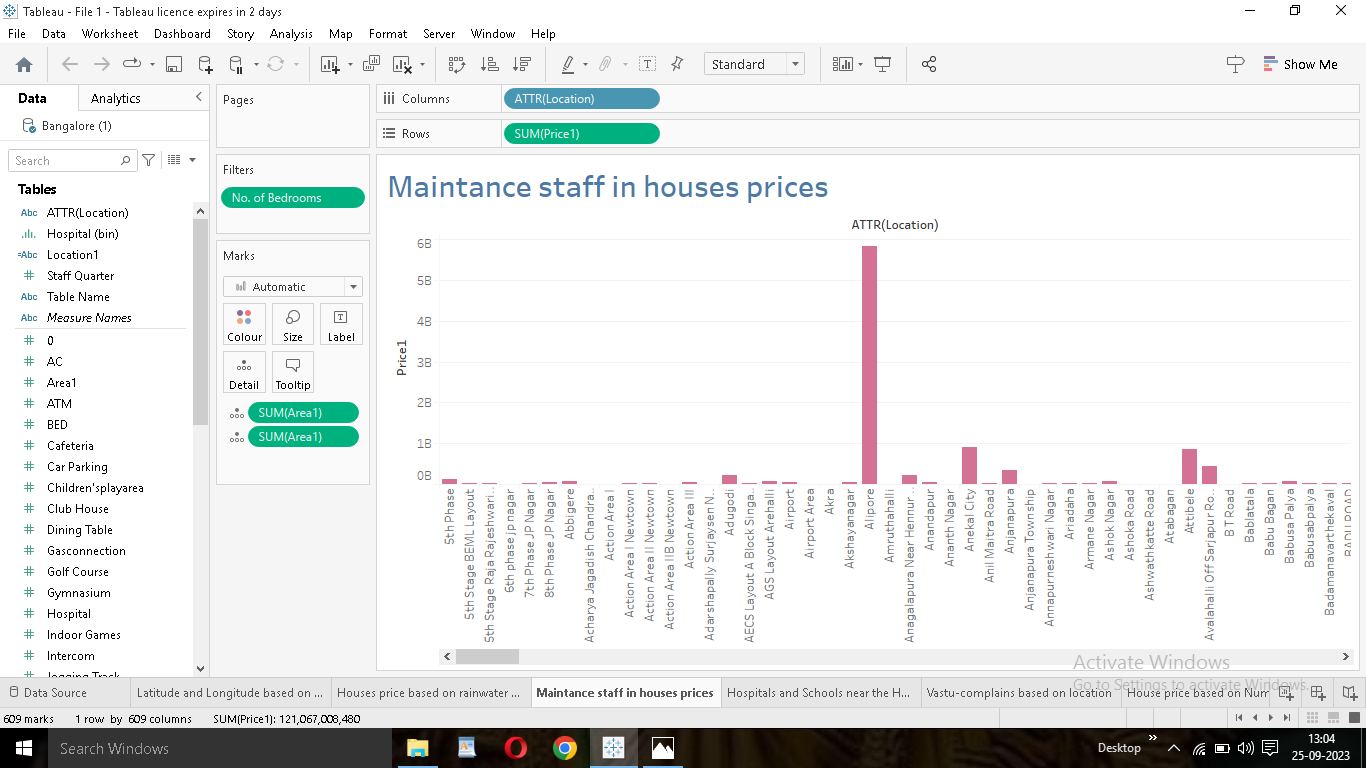 Tableau - File 1 - Tableau licence expires in 2 days
File Data Worksheet Dashboard Story Analysis Map Format Server Window Help
Standard
Show Me
Data Analytics
Bangalore (1)
Search
Tables
Abc ATTR(Location)
Hospital (bin)
=Abc Location1
# Staff Quarter
Abc Table Name
Abc Measure Names
# 0
# AC
# Area1
# ATM
# BED
# Cafeteria
# Car Parking
# Children'splayarea
# Club House
# Dining Table
# Gasconnection
# Golf Course
# Gymnasium
# Hospital
# Indoor Games
# Intercom
# Jogging Track
Pages
Filters
No. of Bedrooms
Marks
Automatic
Colour Size Label
Detail Tooltip
SUM(Area1)
SUM(Area1)
Columns ATTR(Location)
Rows SUM(Price1)
Maintance staff in houses prices
ATTR(Location)
Price1
6B
5B
4B
3B
2B
1B
0B
5th Phase
5th Stage BEML Layout
5th Stage Raja Rajeshwari..
6th phase jp nagar
7th Phase JP Nagar
8th Phase JP Nagar
Abbigere
Acharya Jagadish Chandra..
Action Area I
Action Area I Newtown
Action Area II Newtown
Action Area IIB Newtown
Action Area III
Adarshapally Surjaysen N..
Adugodi
AECS Layout A Block Singa..
AGS Layout Arehalli
Airport
Airport Area
Akra
Akshayanagar
Alipore
Amruthahalli
Anagalapura Near Hennur ..
Anandapur
Ananth Nagar
Anekal City
Anil Maitra Road
Anjanapura
Anjanapura Township
Annapurneshwari Nagar
Ariadaha
Armane Nagar
Ashok Nagar
Ashoka Road
Ashwathkatte Road
Atabagan
Attibele
Avalahalli Off Sarjapur Ro..
B T Road
Bablatala
Babu Bagan
Babusa Palya
Babusabpalya
Badamanavarthekaval
Activate Windows
Go to Settings to activate Windows.
Data Source
Latitude and Longitude based on ...
Houses price based on rainwater ...
Maintance staff in houses prices
Hospitals and Schools near the H...
Vastu-complains based on location
House price based on Num
609 marks 1 row by 609 columns SUM(Price1): 121,067,008,480
Search Windows
Desktop
13:04
25-09-2023